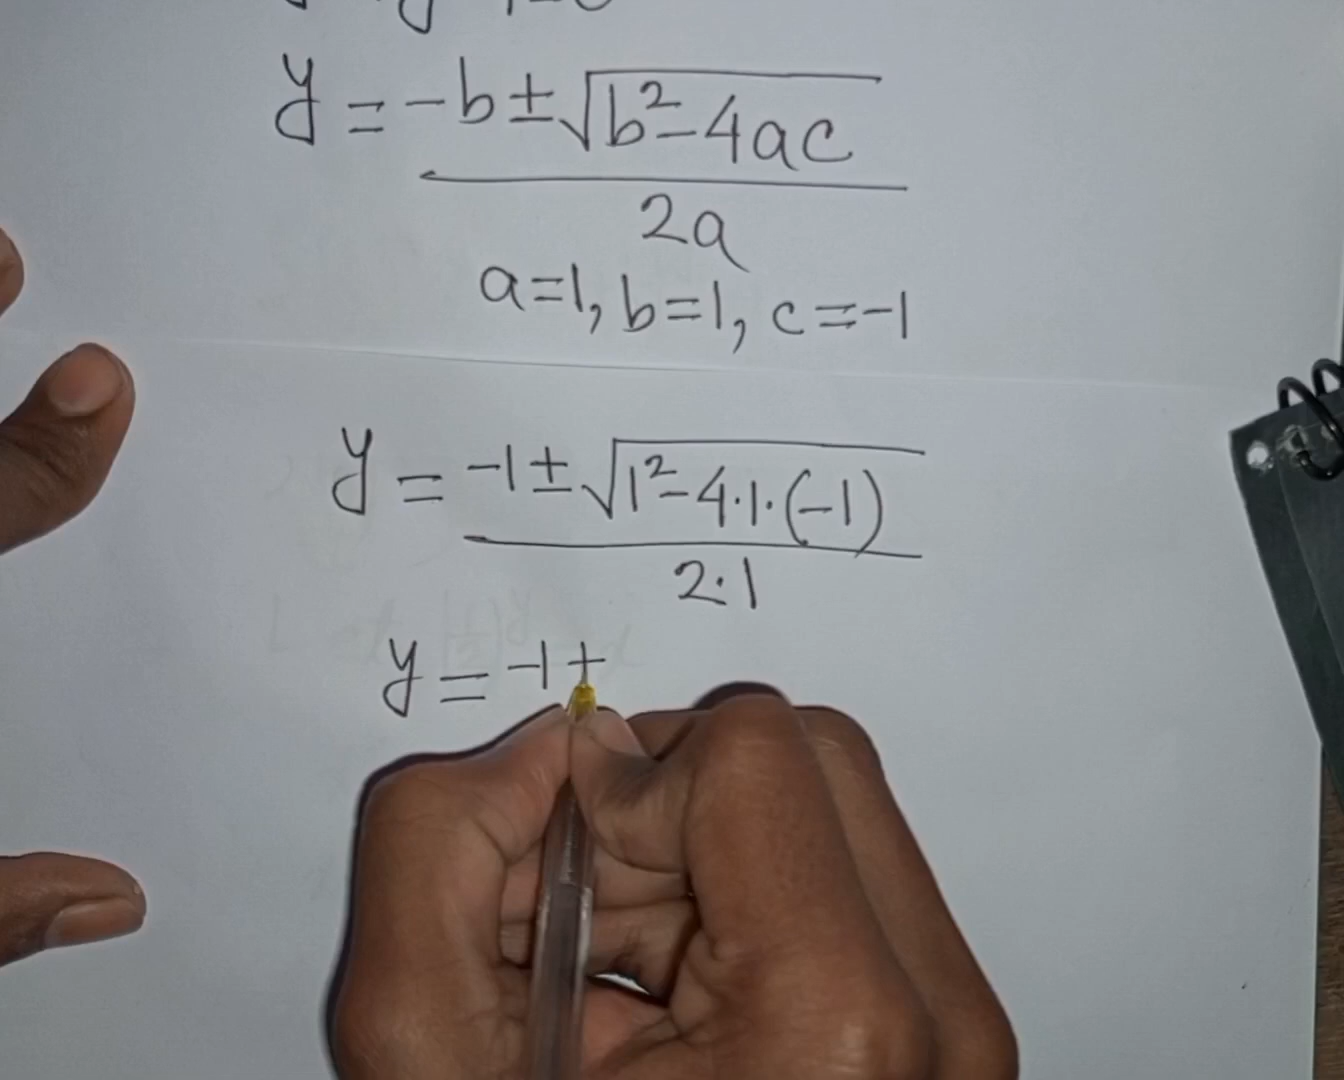 y = -b ± √b² - 4ac
2a
a=1, b=1, c=-1
y = -1 ± √1² - 4·1·(-1)
2·1
y = -1 +